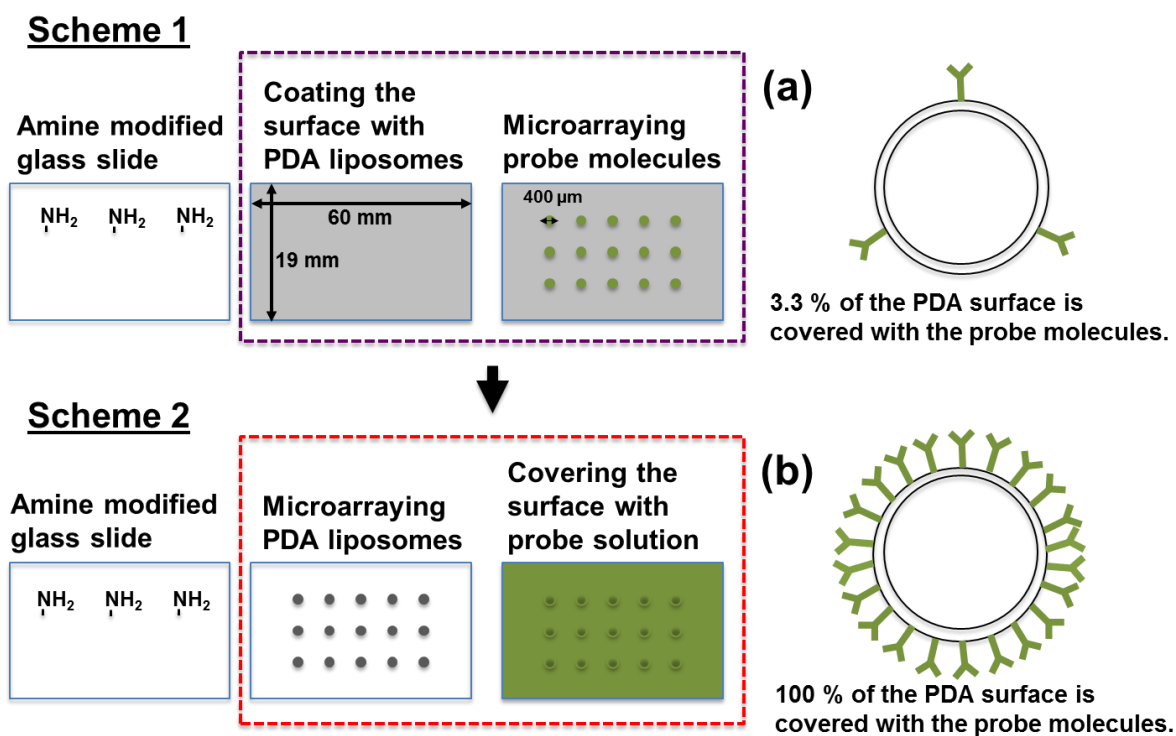 Scheme 1
Amine modified
glass slide
NH2 NH2 NH2
Coating the
surface with
PDA liposomes
60 mm
19 mm
Microarraying
probe molecules
400 µm
(a)
3.3 % of the PDA surface is
covered with the probe molecules.
Scheme 2
Amine modified
glass slide
NH2 NH2 NH2
Microarraying
PDA liposomes
Covering the
surface with
probe solution
(b)
100 % of the PDA surface is
covered with the probe molecules.